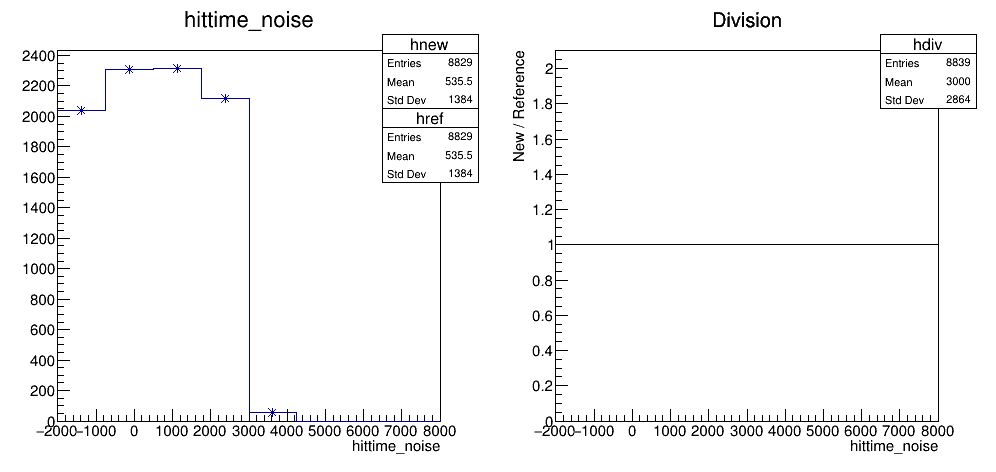 hittime_noise
hnew
Entries 8829
Mean 535.5
Std Dev 1384
href
Entries 8829
Mean 535.5
Std Dev 1384
2400
2200
2000
1800
1600
1400
1200
1000
800
600
400
200
0
−2000 −1000 0 1000 2000 3000 4000 5000 6000 7000 8000
hittime_noise
Division
hdiv
Entries 8839
Mean 3000
Std Dev 2864
New / Reference
2
1.8
1.6
1.4
1.2
1
0.8
0.6
0.4
0.2
0
−2000 −1000 0 1000 2000 3000 4000 5000 6000 7000 8000
hittime_noise